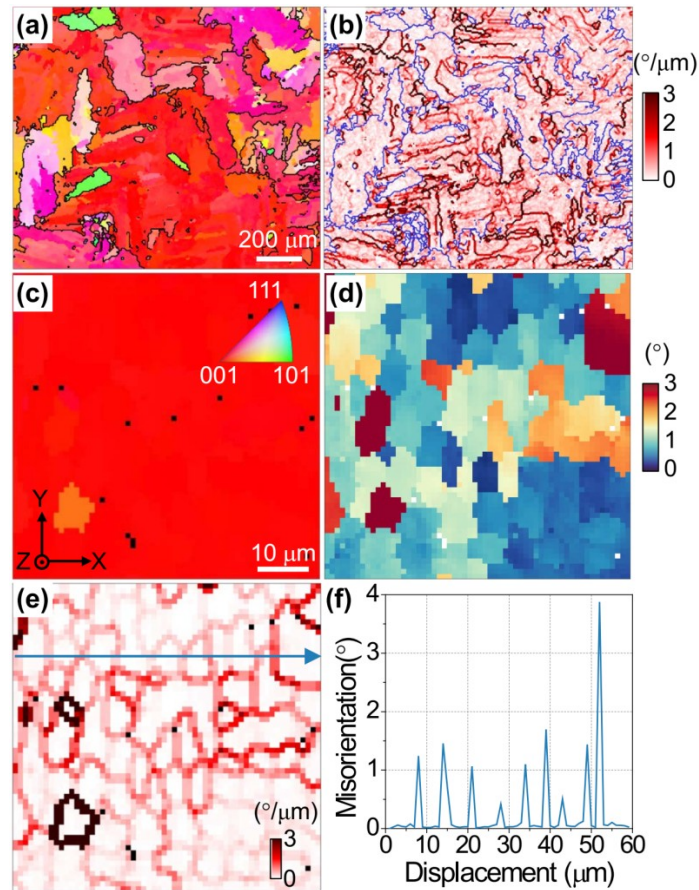 (a)
200 μm
(b)
(°/μm)
3
2
1
0
(c)
111
001
101
Y
Z
X
10 μm
(d)
(°)
3
2
1
0
(e)
(°/μm)
3
0
(f)
Misorientation(°)
4
3
2
1
0
0 10 20 30 40 50 60
Displacement (μm)